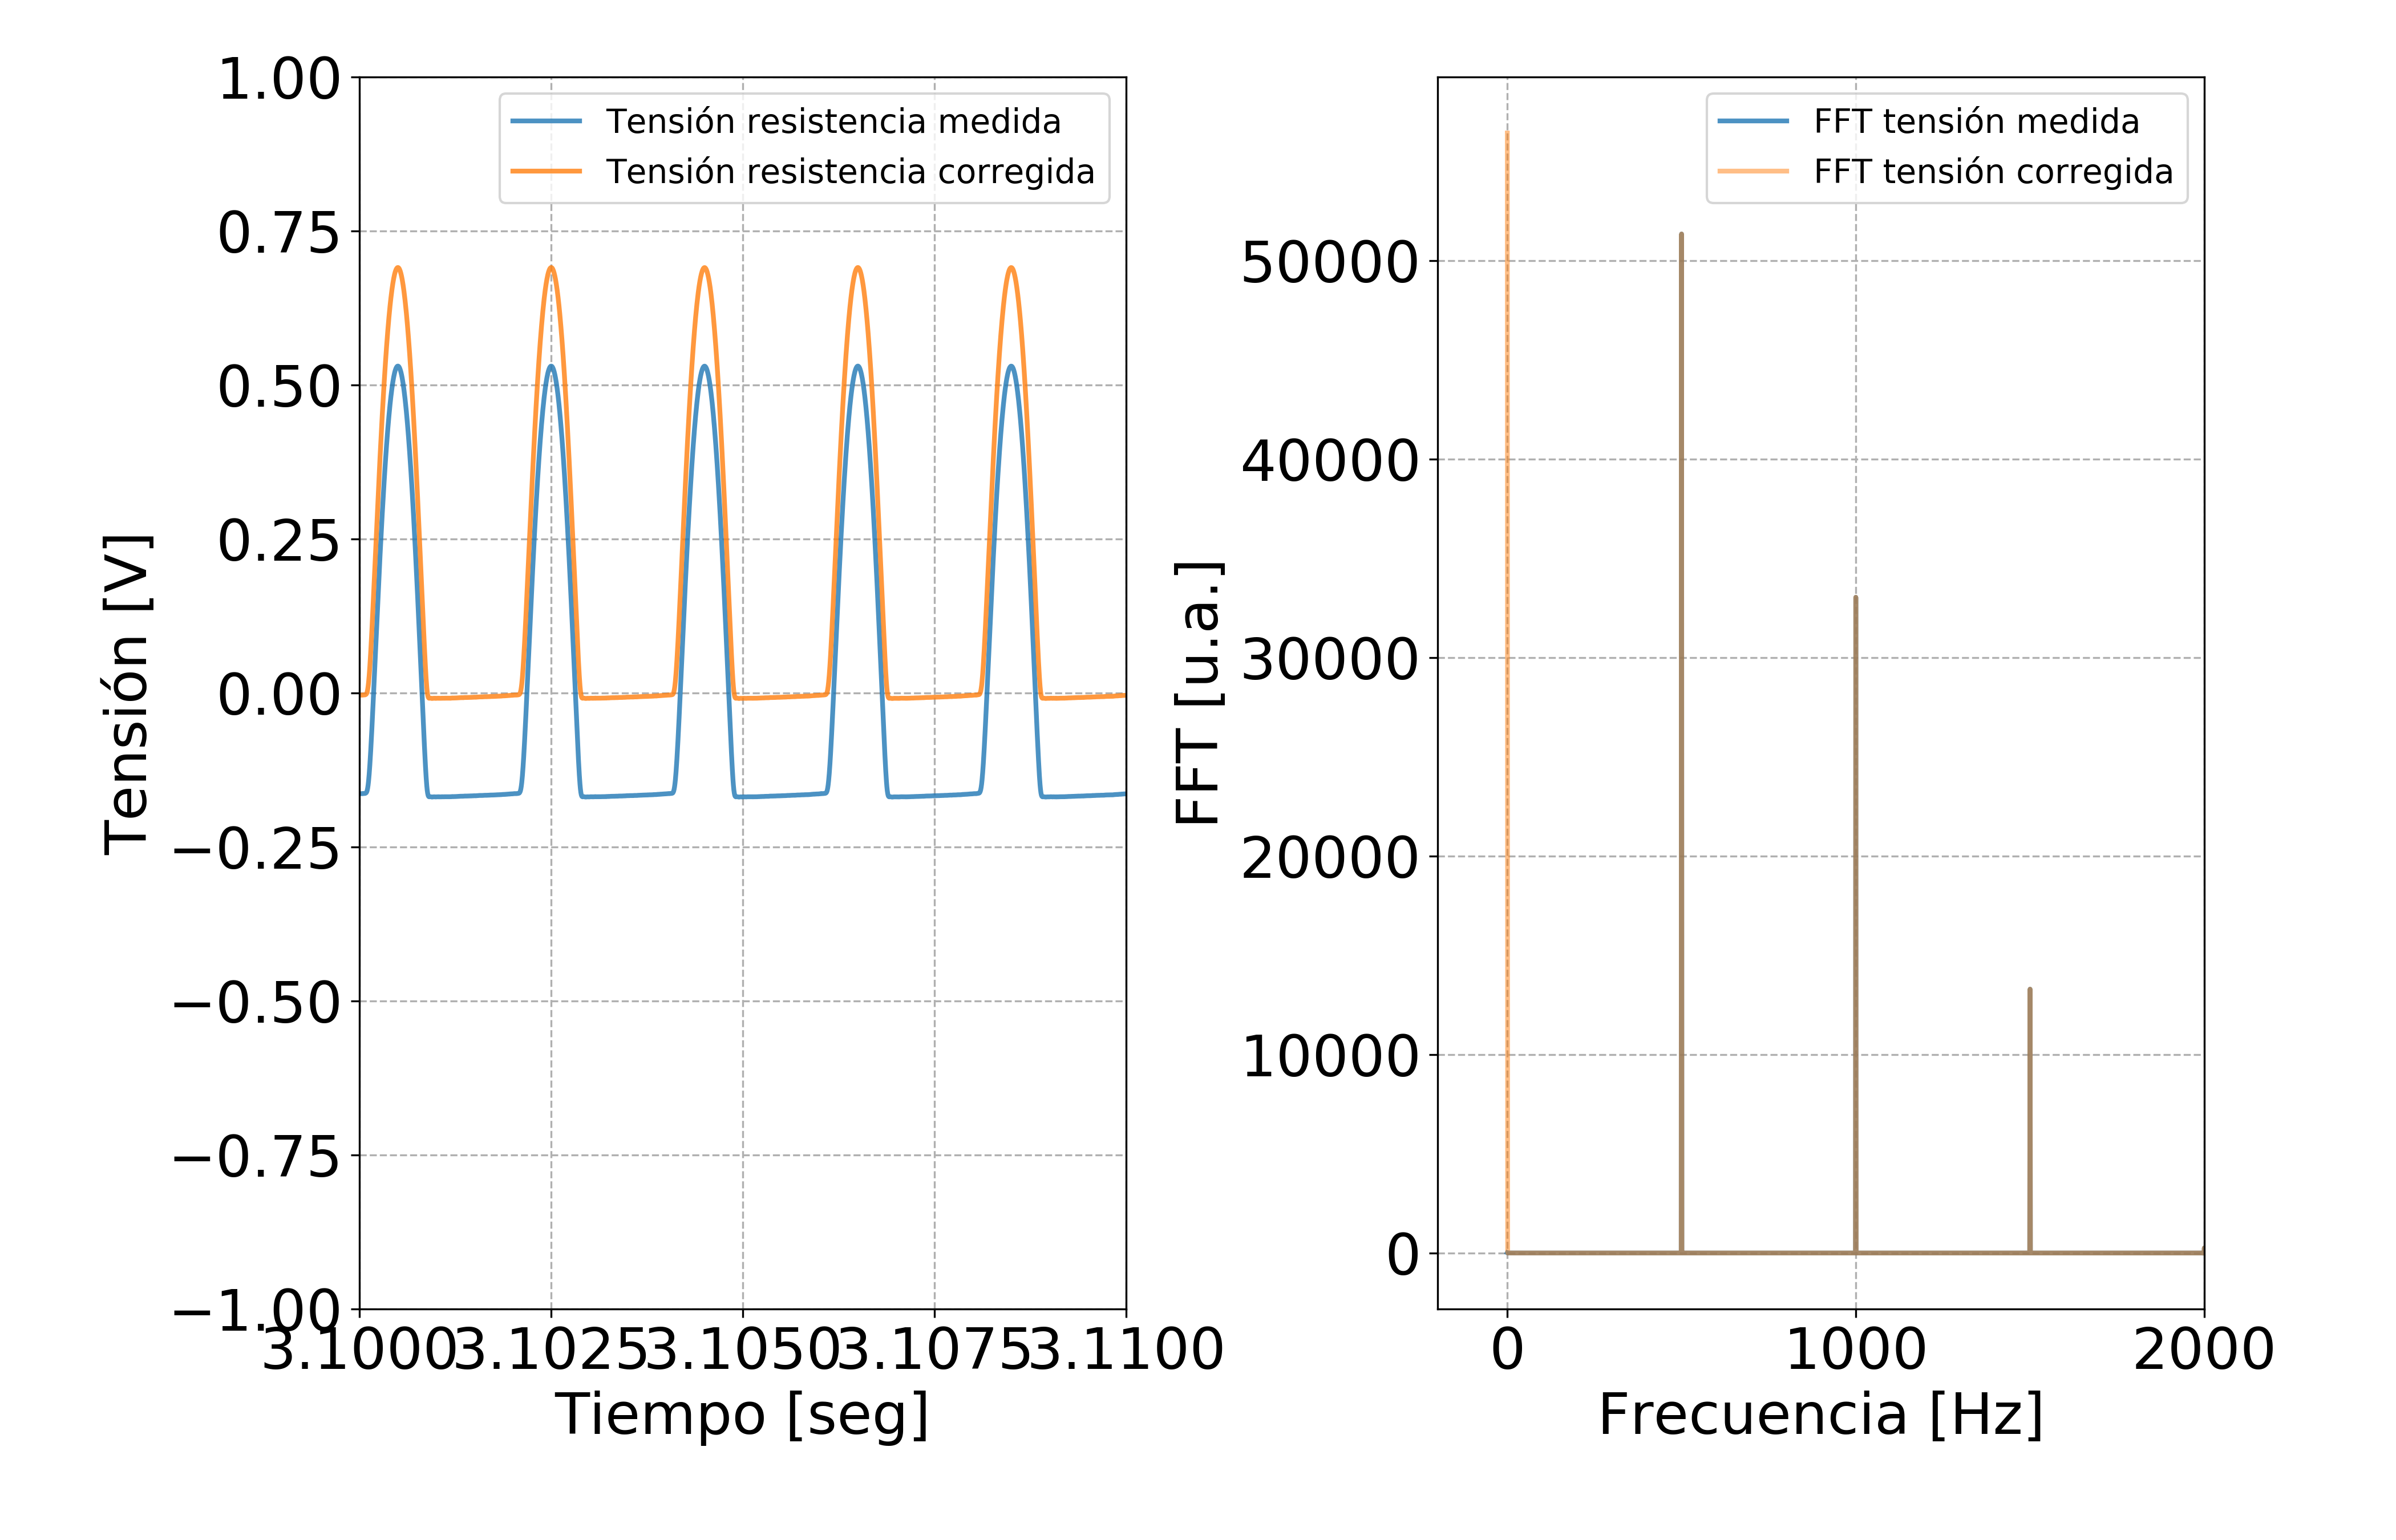 Tensión [V]
1.00
0.75
0.50
0.25
0.00
−0.25
−0.50
−0.75
−1.00
Tensión resistencia medida
Tensión resistencia corregida
3.1000 3.1025 3.1050 3.1075 3.1100
Tiempo [seg]
FFT [u.a.]
50000
40000
30000
20000
10000
0
FFT tensión medida
FFT tensión corregida
0 1000 2000
Frecuencia [Hz]